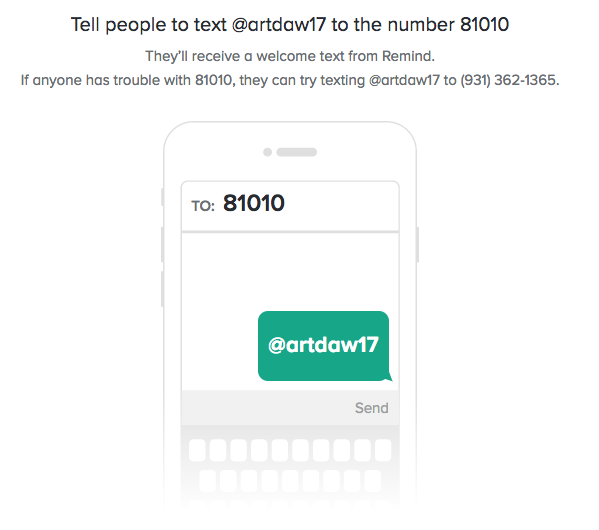 Tell people to text @artdaw17 to the number 81010
They’ll receive a welcome text from Remind.
If anyone has trouble with 81010, they can try texting @artdaw17 to (931) 362-1365.
TO: 81010
@artdaw17
Send